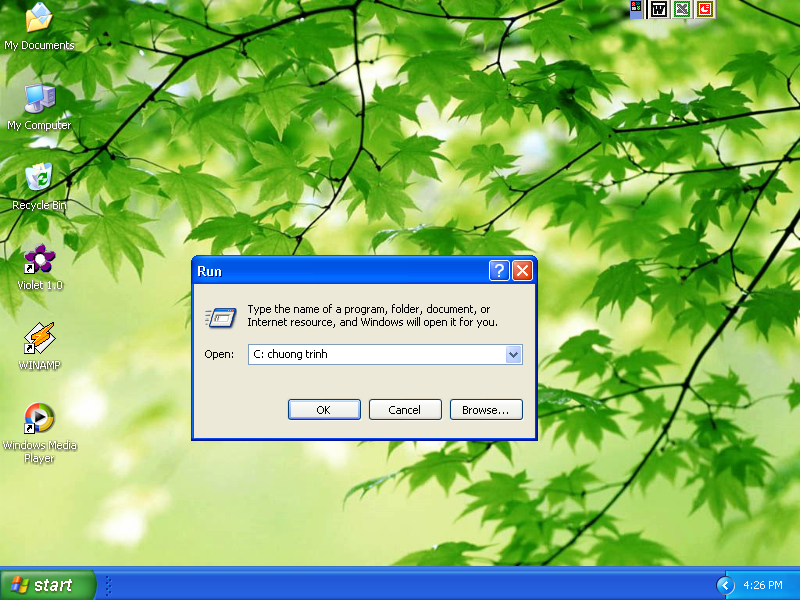 My Documents
My Computer
Recycle Bin
Violet 1.0
WINAMP
Windows Media
Player
W
Run
Type the name of a program, folder, document, or
Internet resource, and Windows will open it for you.
Open:
C: chuong trinh
OK
Cancel
Browse...
start
4:26 PM